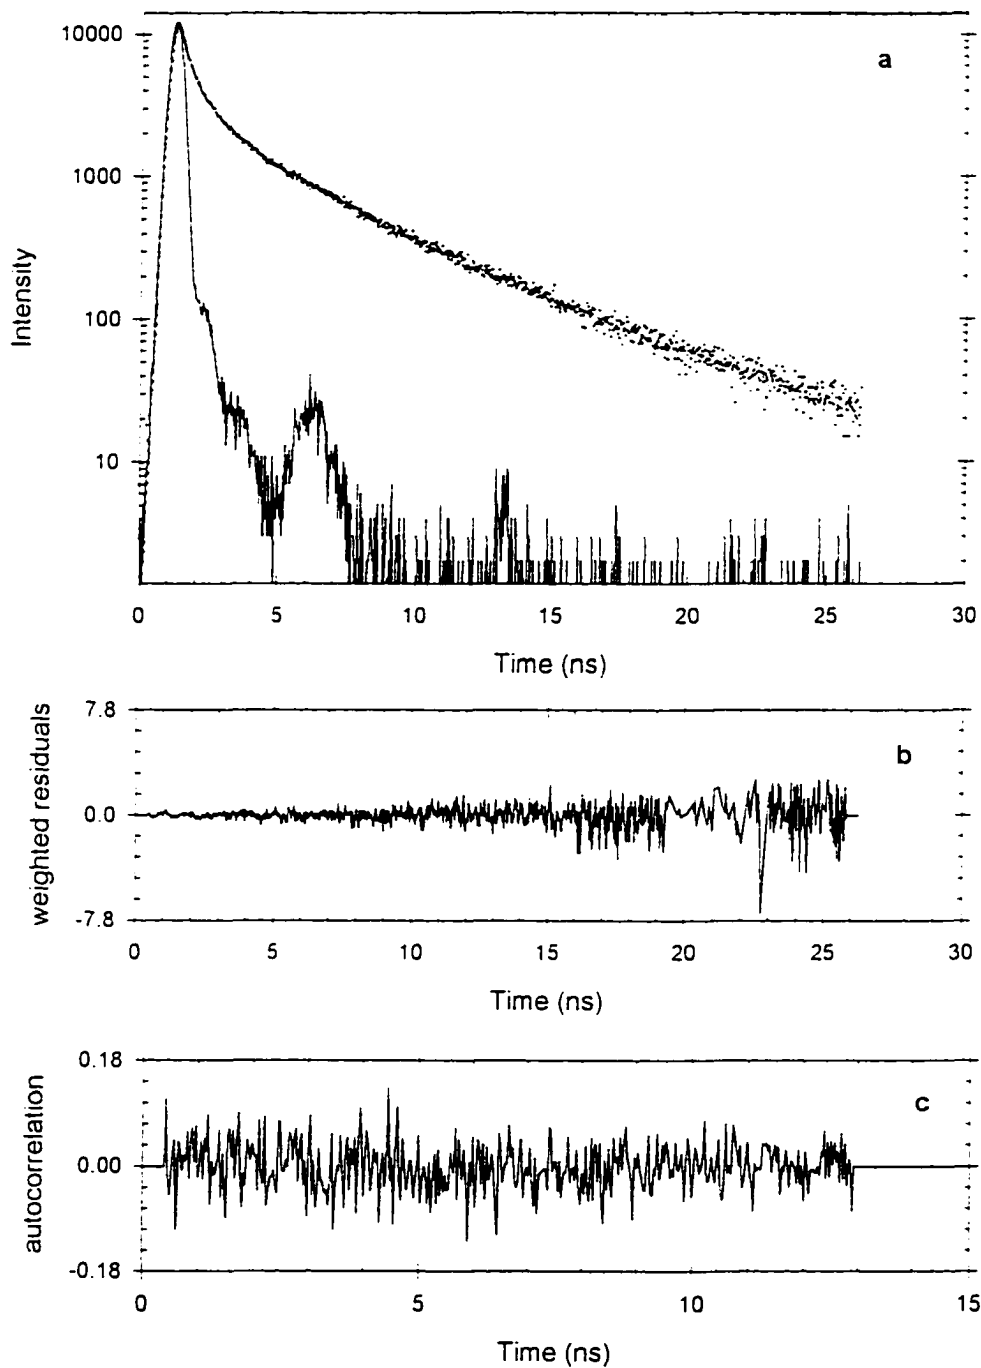 10000
a
1000
Intensity
100
10
0 5 10 15 20 25 30
Time (ns)
7.8
b
weighted residuals
0.0
-7.8
0 5 10 15 20 25 30
Time (ns)
0.18
c
autocorrelation
0.00
-0.18
0 5 10 15
Time (ns)